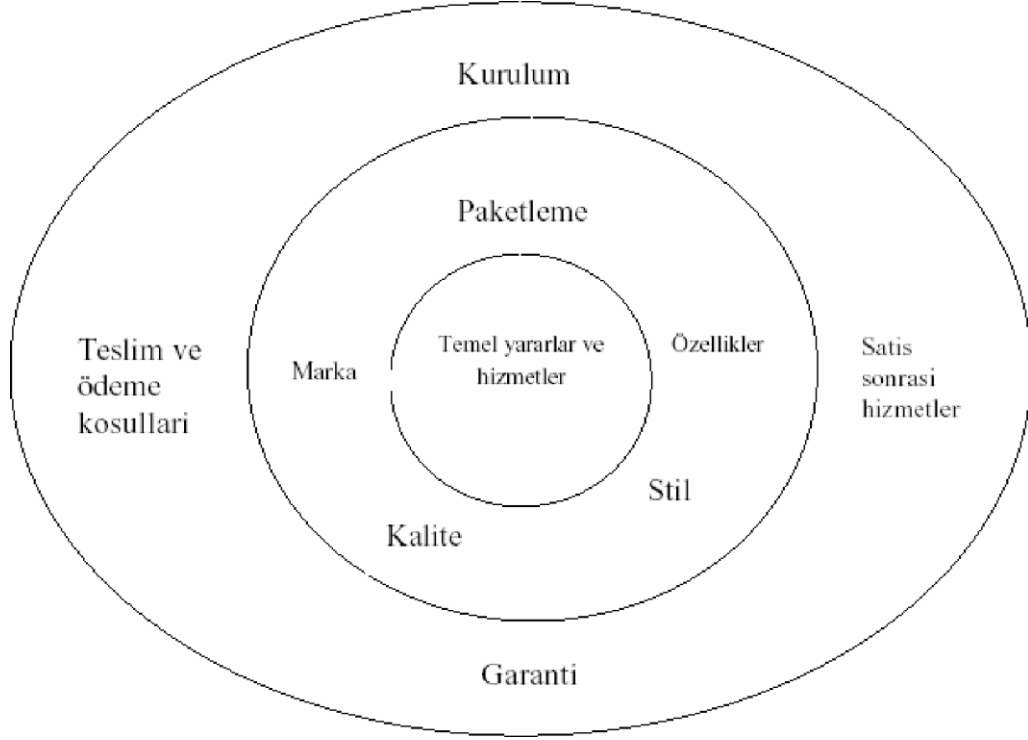 Kurulum
Paketleme
Temel yararlar ve
hizmetler
Özellikler
Marka
Teslim ve
ödeme
kosullari
Satis
sonrasi
hizmetler
Stil
Kalite
Garanti